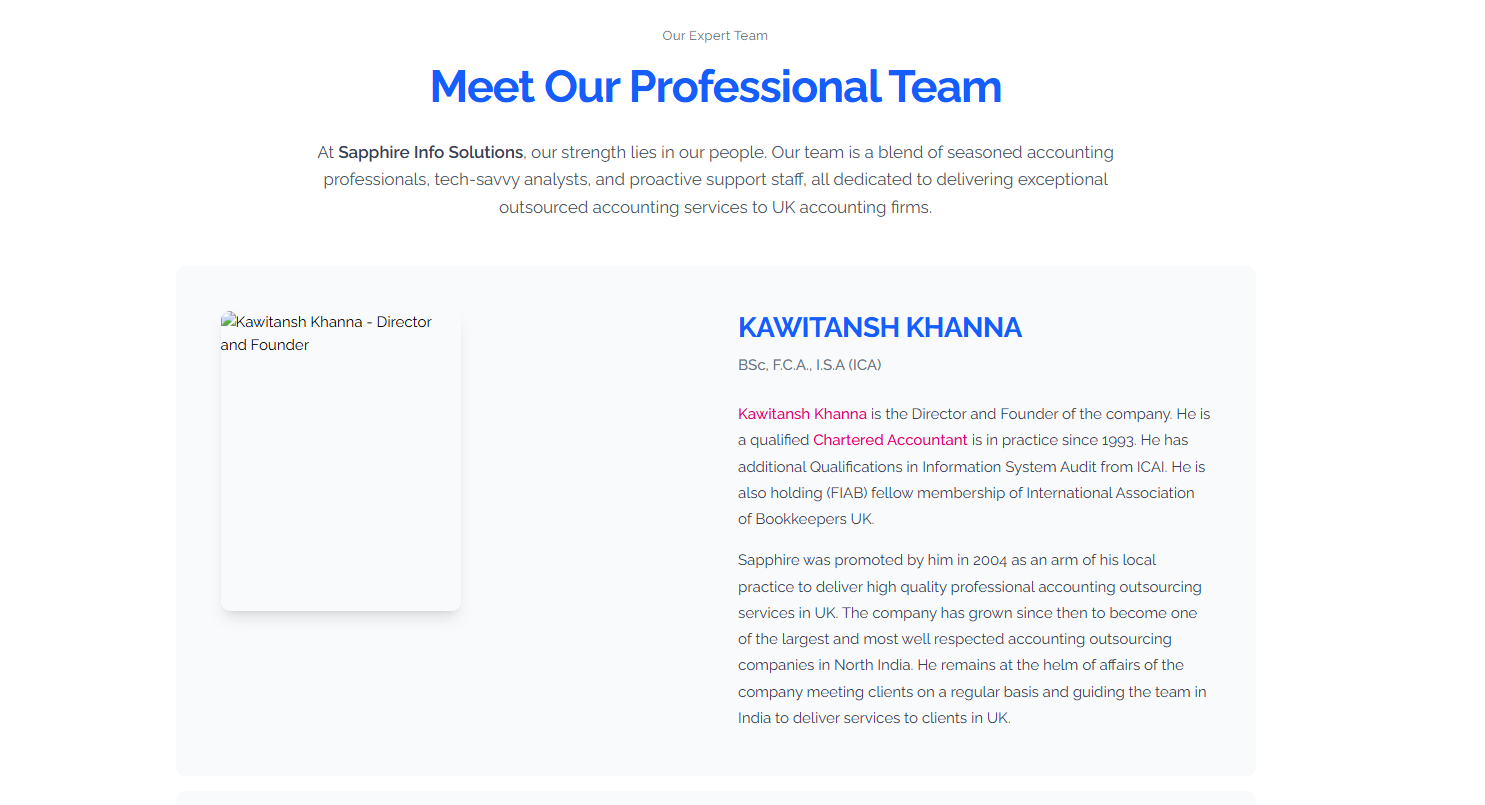 Our Expert Team
Meet Our Professional Team
At Sapphire Info Solutions, our strength lies in our people. Our team is a blend of seasoned accounting
professionals, tech-savvy analysts, and proactive support staff, all dedicated to delivering exceptional
outsourced accounting services to UK accounting firms.
Kawitansh Khanna - Director
and Founder
KAWITANSH KHANNA
BSc, F.C.A., I.S.A (ICA)
Kawitansh Khanna is the Director and Founder of the company. He is
a qualified Chartered Accountant is in practice since 1993. He has
additional Qualifications in Information System Audit from ICAI. He is
also holding (FIAB) fellow membership of International Association
of Bookkeepers UK.
Sapphire was promoted by him in 2004 as an arm of his local
practice to deliver high quality professional accounting outsourcing
services in UK. The company has grown since then to become one
of the largest and most well respected accounting outsourcing
companies in North India. He remains at the helm of affairs of the
company meeting clients on a regular basis and guiding the team in
India to deliver services to clients in UK.